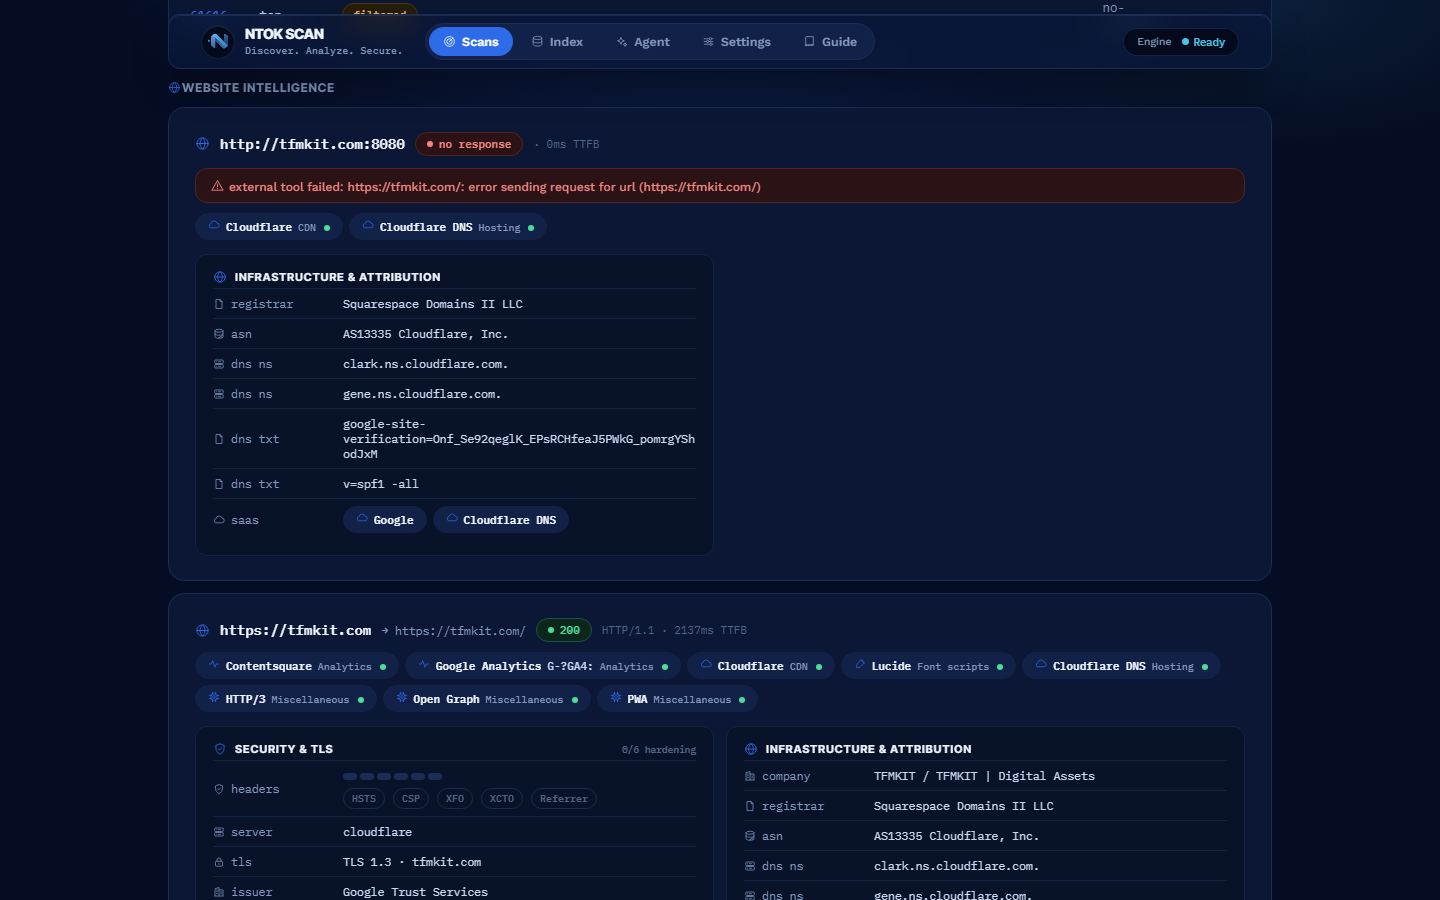 no-
NTOK SCAN
Discover. Analyze. Secure.
Scans
Index
Agent
Settings
Guide
Engine
Ready
WEBSITE INTELLIGENCE
http://tfmkit.com:8080 no response · 0ms TTFB
external tool failed: https://tfmkit.com/: error sending request for url (https://tfmkit.com/)
Cloudflare CDN Cloudflare DNS Hosting
INFRASTRUCTURE & ATTRIBUTION
registrar Squarespace Domains II LLC
asn AS13335 Cloudflare, Inc.
dns ns clark.ns.cloudflare.com.
dns ns gene.ns.cloudflare.com.
google-site-
dns txt verification=Onf_Se92qeglK_EPsRCHfeaJ5PWkG_pomrgYSh
odJxM
dns txt v=spf1 -all
saas Google Cloudflare DNS
https://tfmkit.com → https://tfmkit.com/ 200 HTTP/1.1 · 2137ms TTFB
Contentsquare Analytics Google Analytics G-?GA4: Analytics Cloudflare CDN Lucide Font scripts Cloudflare DNS Hosting
HTTP/3 Miscellaneous Open Graph Miscellaneous PWA Miscellaneous
SECURITY & TLS 0/6 hardening
headers
HSTS CSP XFO XCTO Referrer
server cloudflare
tls TLS 1.3 · tfmkit.com
issuer Google Trust Services
INFRASTRUCTURE & ATTRIBUTION
company TFMKIT / TFMKIT | Digital Assets
registrar Squarespace Domains II LLC
asn AS13335 Cloudflare, Inc.
dns ns clark.ns.cloudflare.com.
dns ns gene.ns.cloudflare.com.